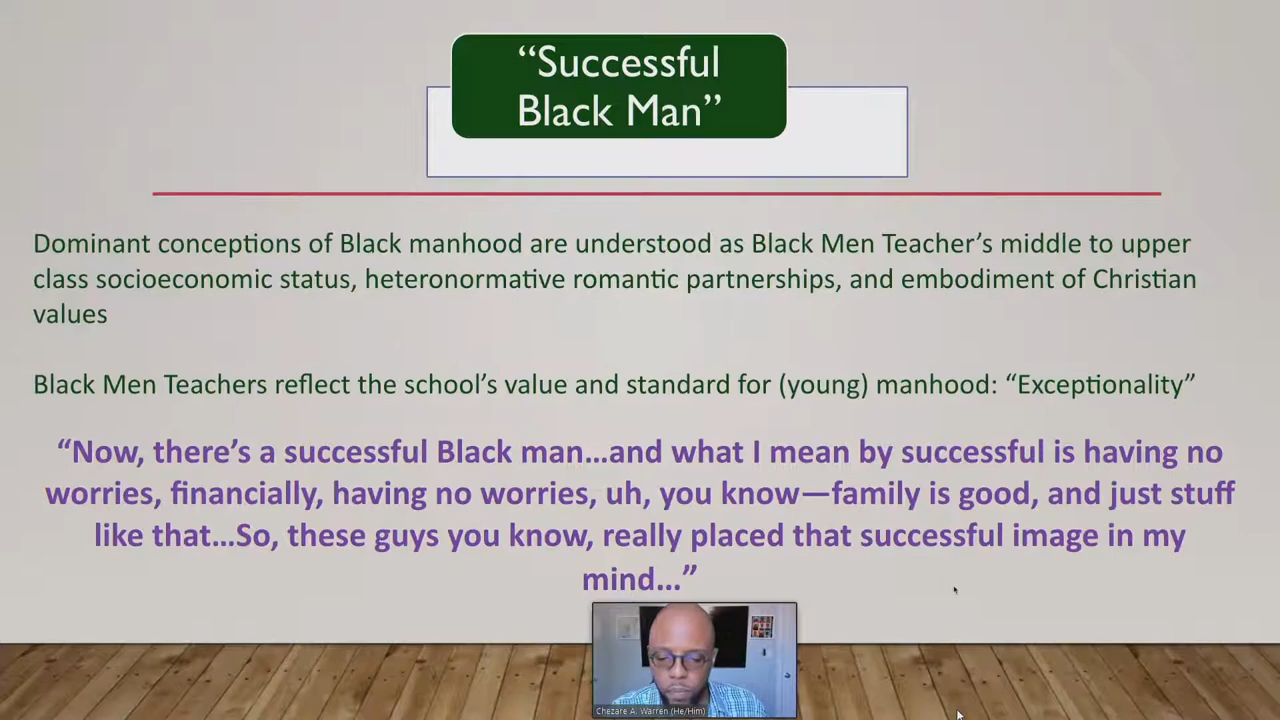 “Successful
Black Man”
Dominant conceptions of Black manhood are understood as Black Men Teacher’s middle to upper
class socioeconomic status, heteronormative romantic partnerships, and embodiment of Christian
values
Black Men Teachers reflect the school’s value and standard for (young) manhood: “Exceptionality”
“Now, there’s a successful Black man...and what I mean by successful is having no
worries, financially, having no worries, uh, you know—family is good, and just stuff
like that...So, these guys you know, really placed that successful image in my
mind...”
Chezare A. Warren (He/Him)